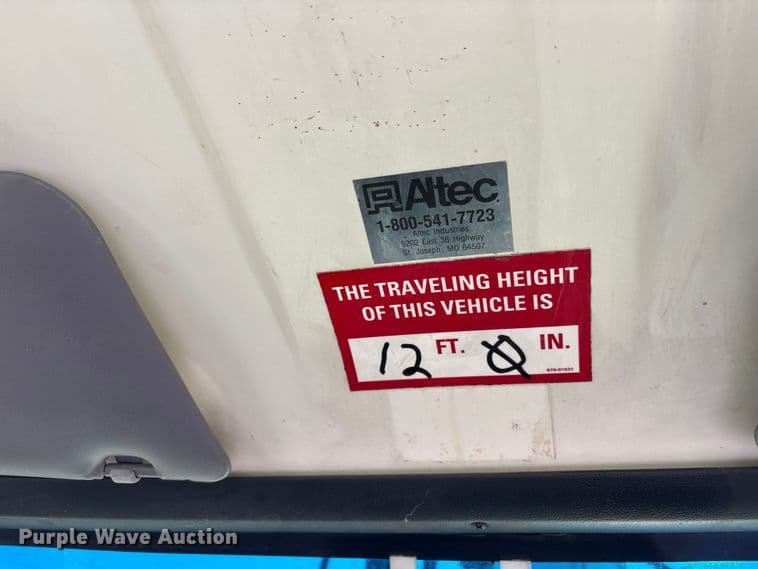 Altec
1-800-541-7723
Altec Industries
5202 East 36 Highway
St. Joseph, MO 64507
THE TRAVELING HEIGHT
OF THIS VEHICLE IS
12 FT. 0 IN.
Purple Wave Auction